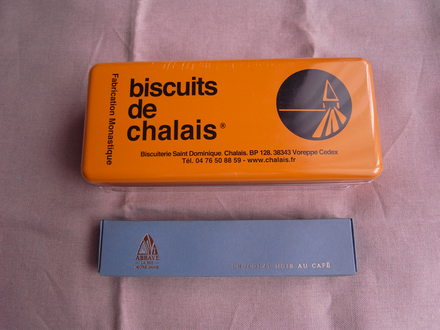 Fabrication Monastique
biscuits
de
chalais®
Biscuiterie Saint Dominique. Chalais. BP 128. 38343 Voreppe Cedex
Tél. 04 76 50 88 59 - www.chalais.fr
ABBAYE
NOIR AU CAFÉ